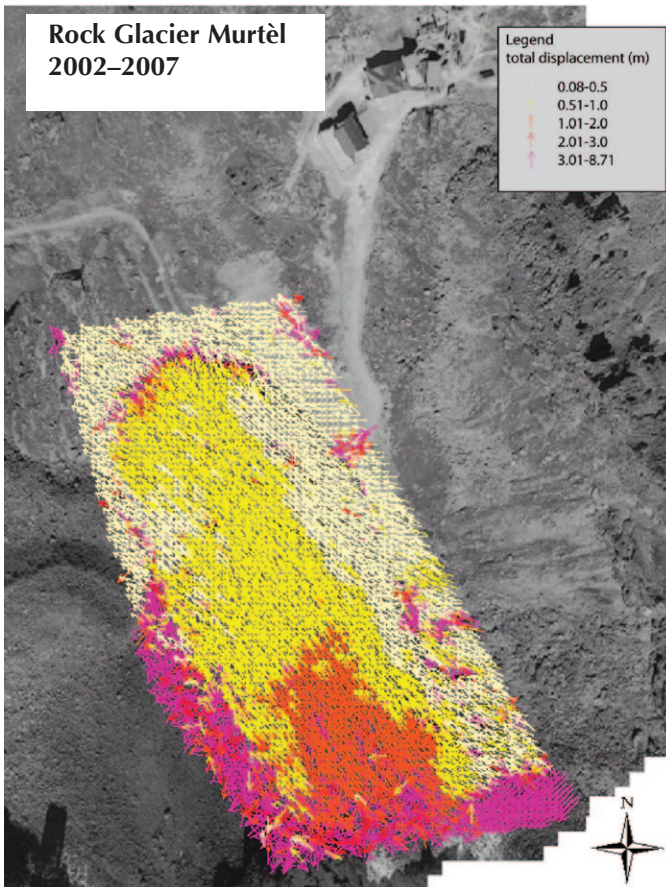 Rock Glacier Murtèl
2002–2007
Legend
total displacement (m)
0.08-0.5
0.51-1.0
1.01-2.0
2.01-3.0
3.01-8.71
N